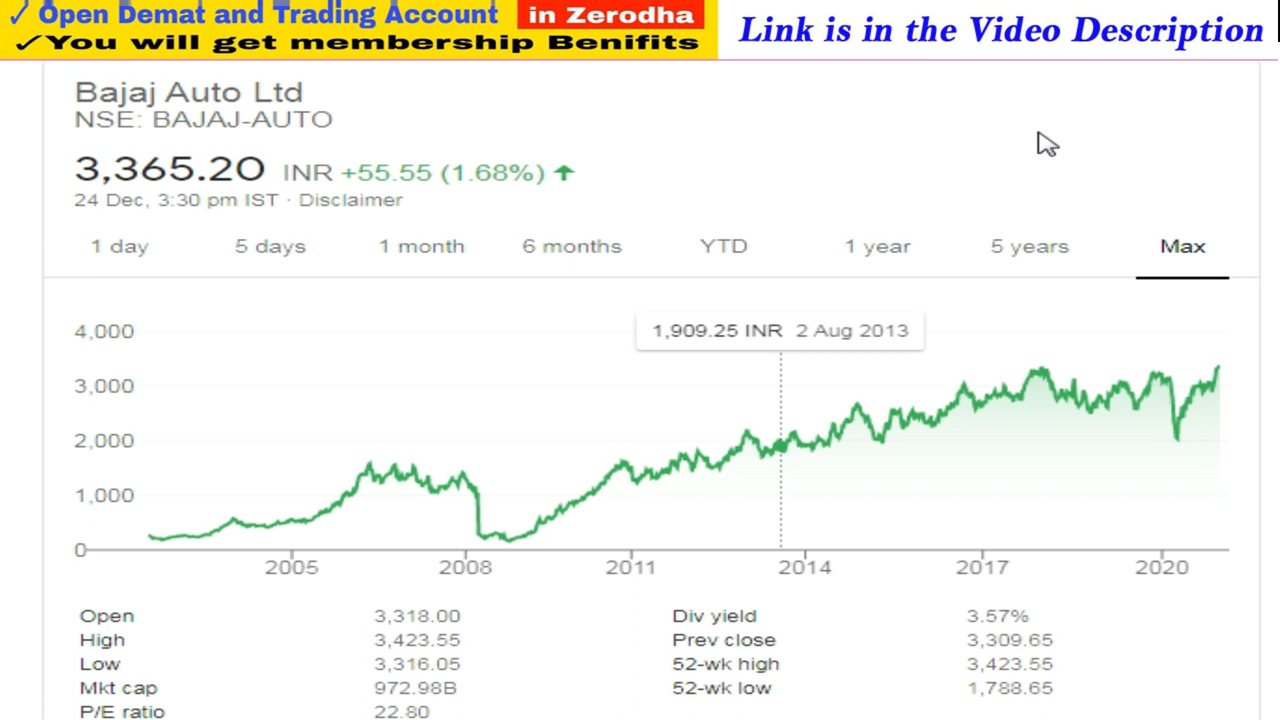 ✓ Open Demat and Trading Account in Zerodha
✓You will get membership Benifits
Link is in the Video Description
Bajaj Auto Ltd
NSE: BAJAJ-AUTO
3,365.20 INR +55.55 (1.68%) ↑
24 Dec, 3:30 pm IST · Disclaimer
1 day 5 days 1 month 6 months YTD 1 year 5 years Max
1,909.25 INR 2 Aug 2013
4,000
3,000
2,000
1,000
0
2005 2008 2011 2014 2017 2020
Open 3,318.00 Div yield 3.57%
High 3,423.55 Prev close 3,309.65
Low 3,316.05 52-wk high 3,423.55
Mkt cap 972.98B 52-wk low 1,788.65
P/E ratio 22.80